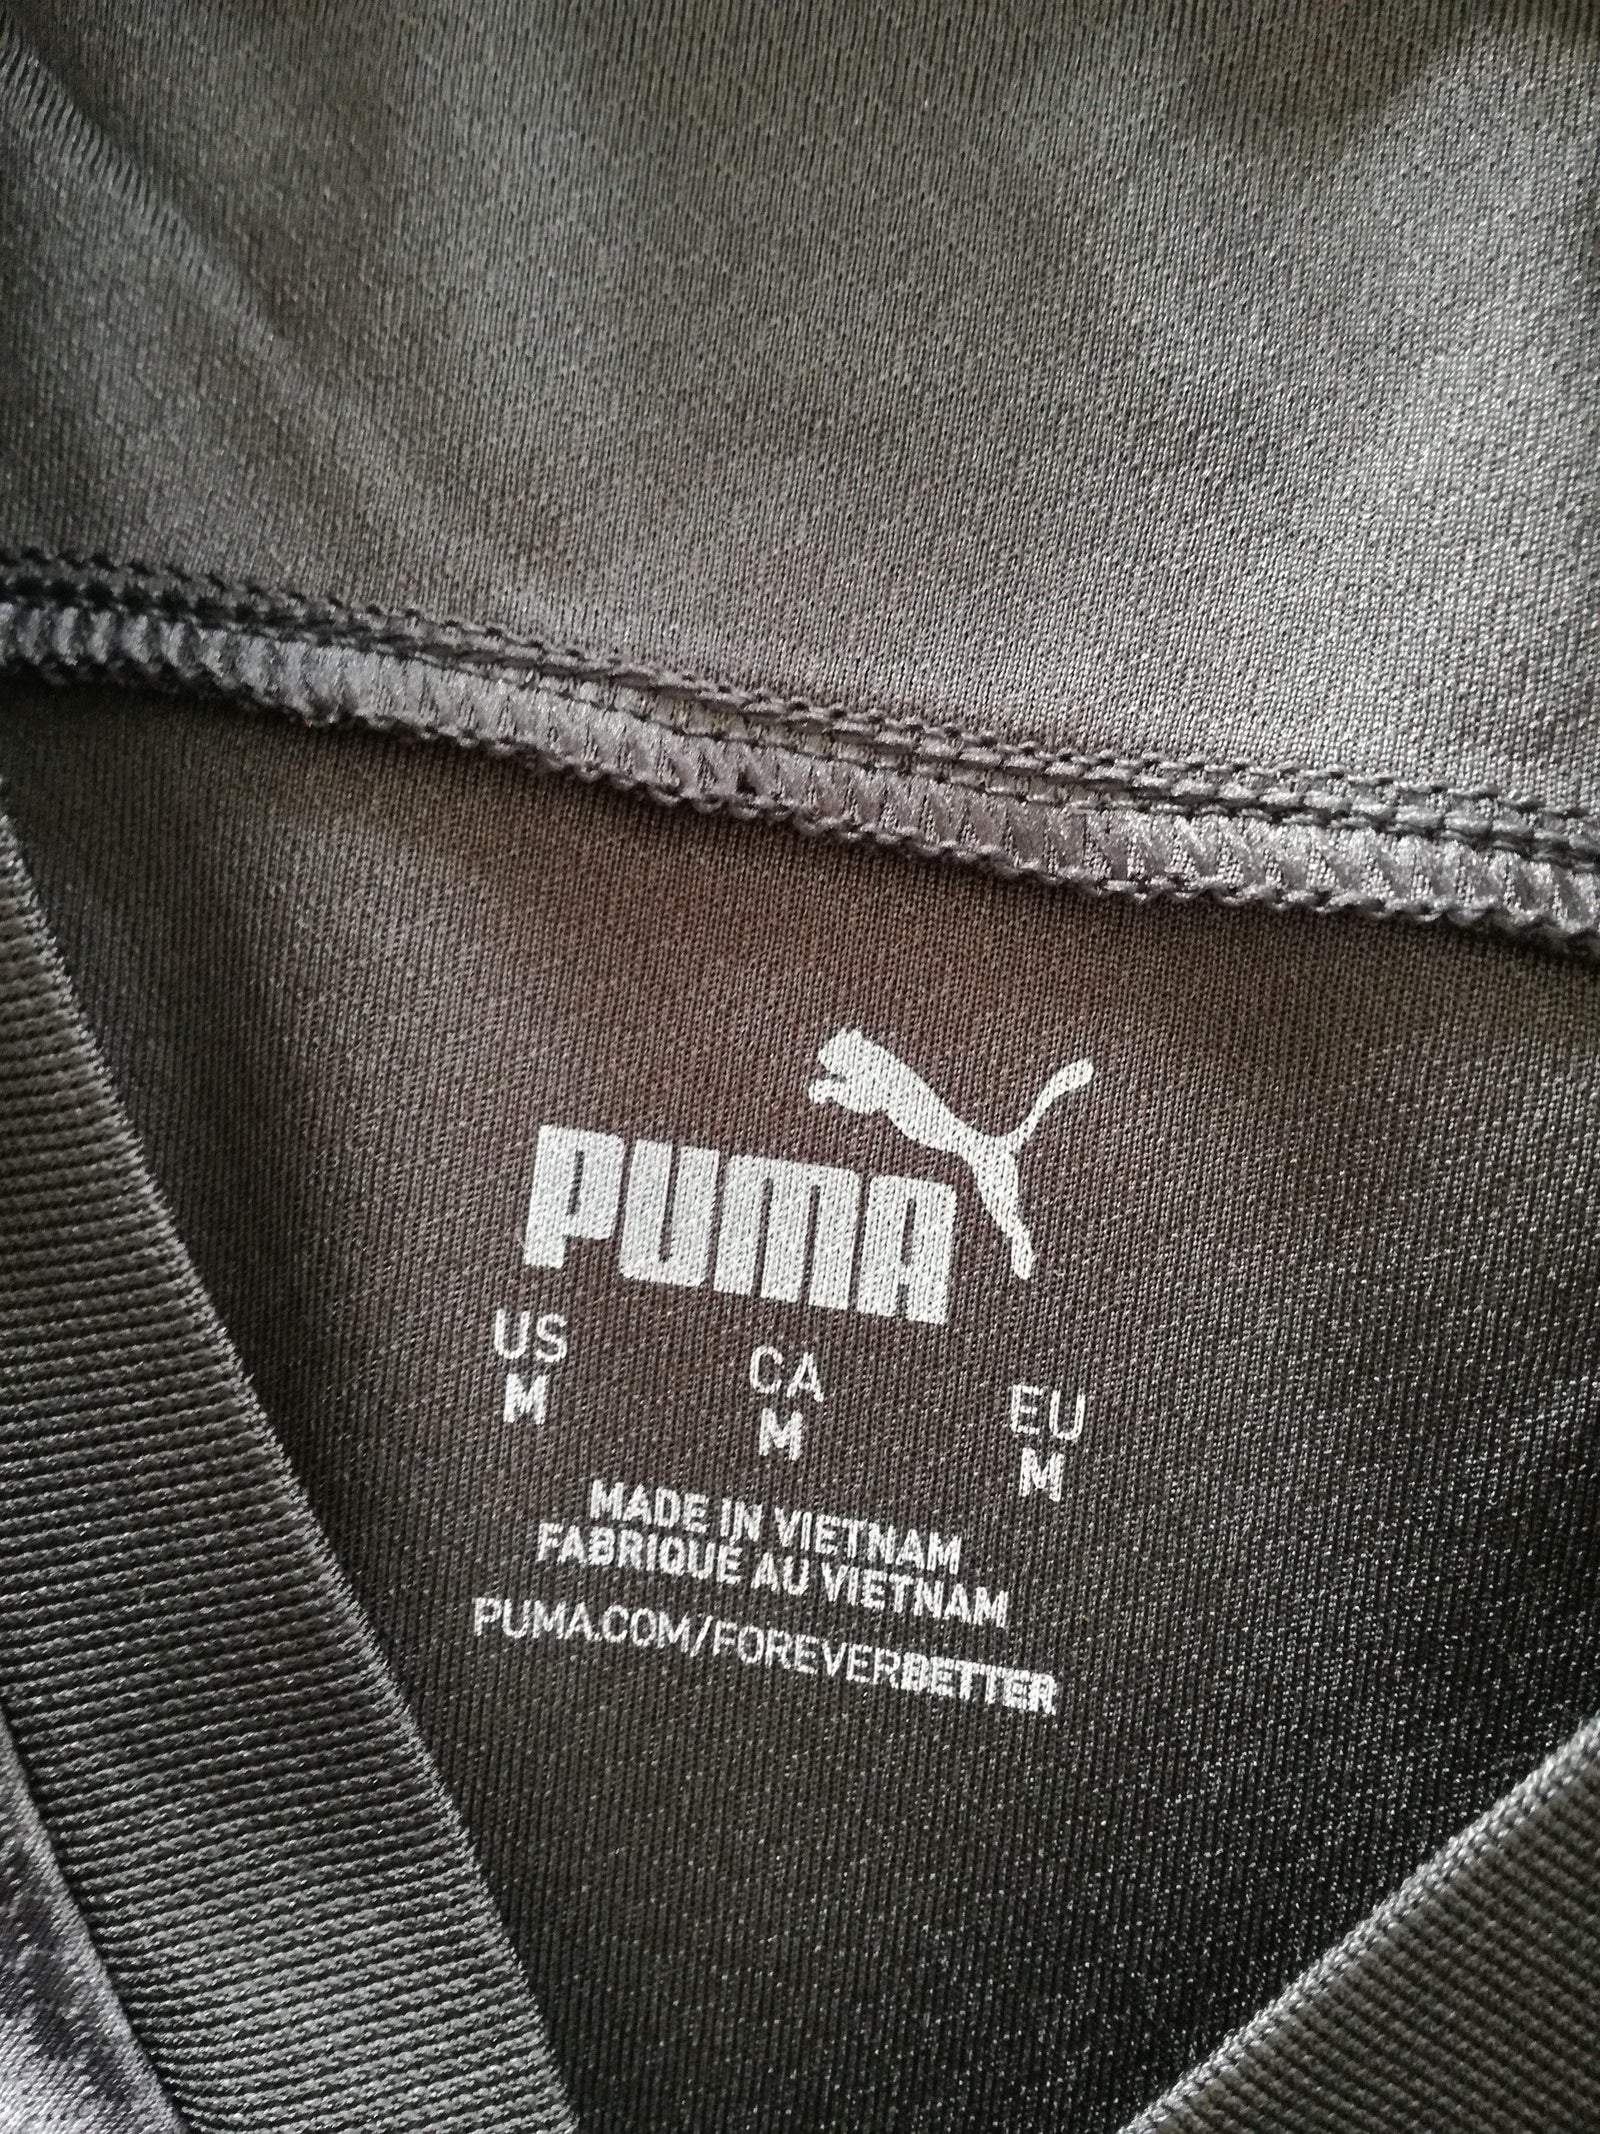 PUMA
US CA EU
M M M
MADE IN VIETNAM
FABRIQUÉ AU VIETNAM
PUMA.COM/FOREVERBETTER